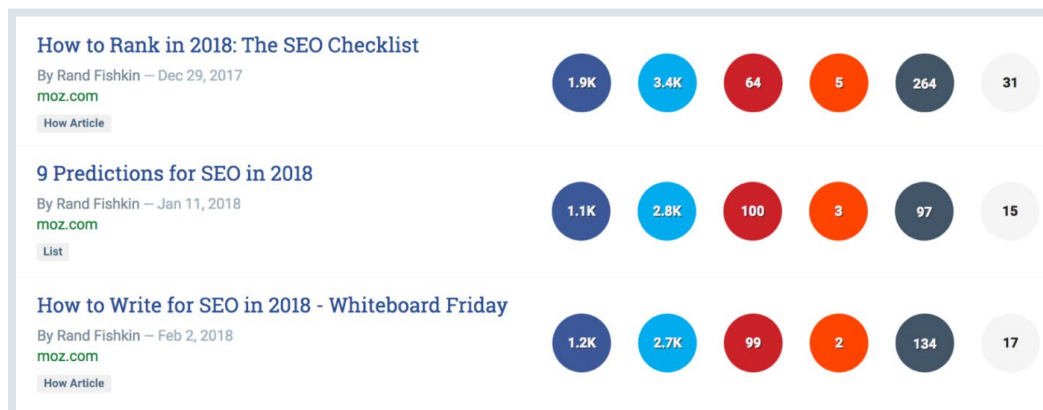 How to Rank in 2018: The SEO Checklist
By Rand Fishkin — Dec 29, 2017
moz.com
How Article
1.9K 3.4K 64 5 264 31
9 Predictions for SEO in 2018
By Rand Fishkin — Jan 11, 2018
moz.com
List
1.1K 2.8K 100 3 97 15
How to Write for SEO in 2018 - Whiteboard Friday
By Rand Fishkin — Feb 2, 2018
moz.com
How Article
1.2K 2.7K 99 2 134 17